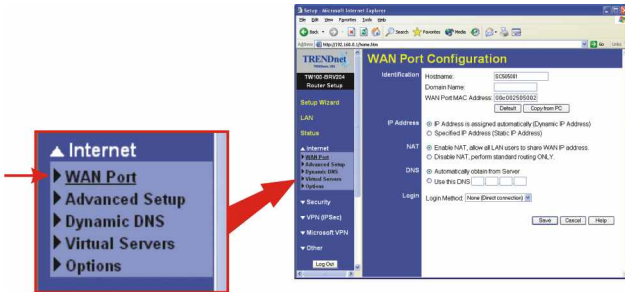 Internet
WAN Port
Advanced Setup
Dynamic DNS
Virtual Servers
Options
Setup - Microsoft Internet Explorer
File Edit View Favorites Tools Help
Back Search Favorites Media
Address http://192.168.0.1/home.htm Go Links
TRENDnet
TW100-BRV204
Router Setup
Setup Wizard
LAN
Status
Internet
WAN Port
Advanced Setup
Dynamic DNS
Virtual Servers
Options
Security
VPN (IPSec)
Microsoft VPN
Other
Log Out
WAN Port Configuration
Identification
Hostname: SC505081
Domain Name:
WAN Port MAC Address: 00c002505002
Default Copy from PC
IP Address
IP Address is assigned automatically (Dynamic IP Address)
Specified IP Address (Static IP Address)
NAT
Enable NAT, allow all LAN users to share WAN IP address.
Disable NAT, perform standard routing ONLY.
DNS
Automatically obtain from Server
Use this DNS
Login
Login Method: None (Direct connection)
Save Cancel Help